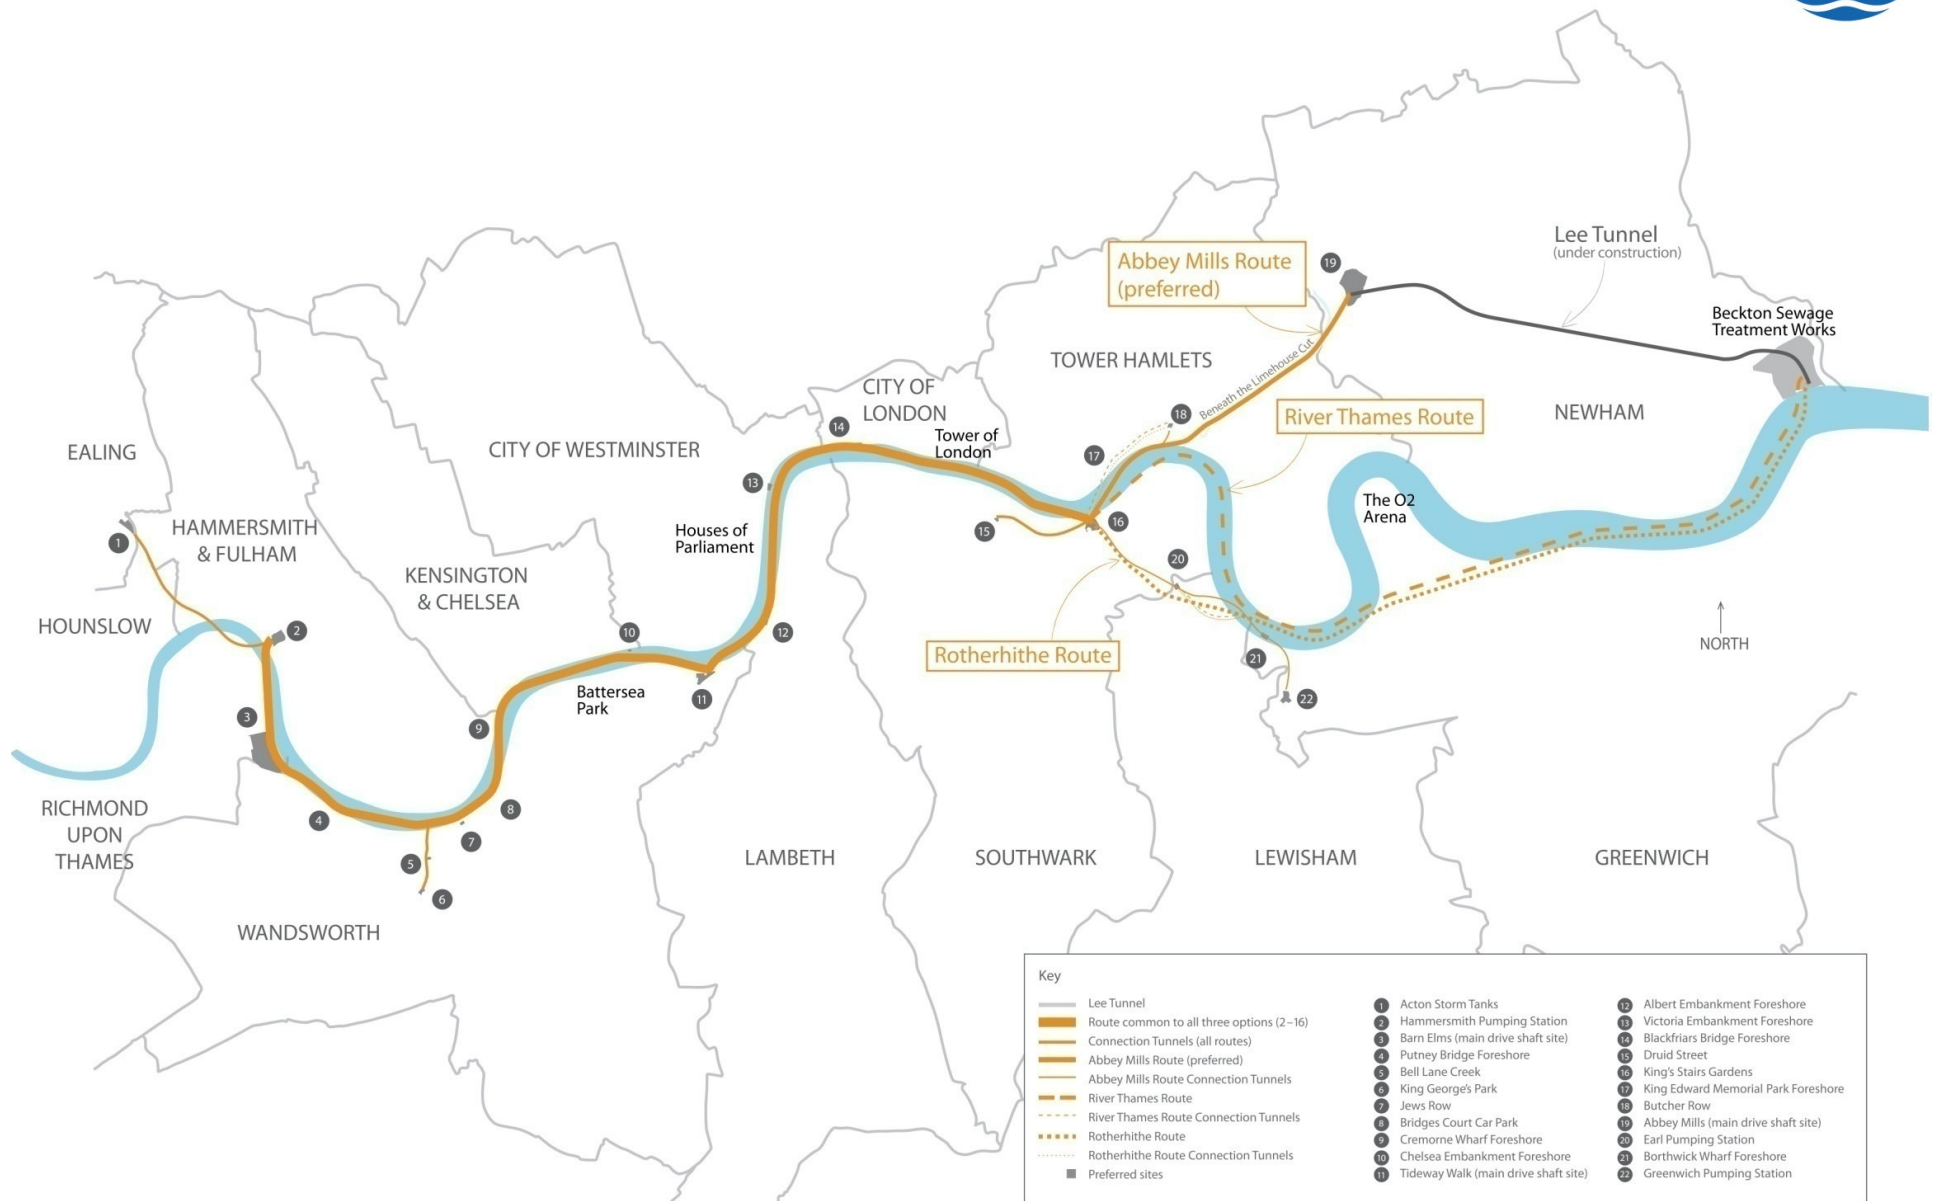 Abbey Mills Route
(preferred)
19
Lee Tunnel
(under construction)
Beckton Sewage
Treatment Works
TOWER HAMLETS
Beneath the Limehouse Cut
CITY OF
LONDON
18
River Thames Route
NEWHAM
14
Tower of
London
EALING
CITY OF WESTMINSTER
17
13
The O2
Arena
HAMMERSMITH
& FULHAM
Houses of
Parliament
15
16
1
KENSINGTON
& CHELSEA
20
HOUNSLOW
2
10
12
Rotherhithe Route
21
NORTH
3
9
Battersea
Park
11
22
RICHMOND
UPON
THAMES
4
8
7
5
6
LAMBETH
SOUTHWARK
LEWISHAM
GREENWICH
WANDSWORTH
Key
Lee Tunnel
Route common to all three options (2–16)
Connection Tunnels (all routes)
Abbey Mills Route (preferred)
Abbey Mills Route Connection Tunnels
River Thames Route
River Thames Route Connection Tunnels
Rotherhithe Route
Rotherhithe Route Connection Tunnels
Preferred sites
1 Acton Storm Tanks
2 Hammersmith Pumping Station
3 Barn Elms (main drive shaft site)
4 Putney Bridge Foreshore
5 Bell Lane Creek
6 King George's Park
7 Jews Row
8 Bridges Court Car Park
9 Cremorne Wharf Foreshore
10 Chelsea Embankment Foreshore
11 Tideway Walk (main drive shaft site)
12 Albert Embankment Foreshore
13 Victoria Embankment Foreshore
14 Blackfriars Bridge Foreshore
15 Druid Street
16 King's Stairs Gardens
17 King Edward Memorial Park Foreshore
18 Butcher Row
19 Abbey Mills (main drive shaft site)
20 Earl Pumping Station
21 Borthwick Wharf Foreshore
22 Greenwich Pumping Station